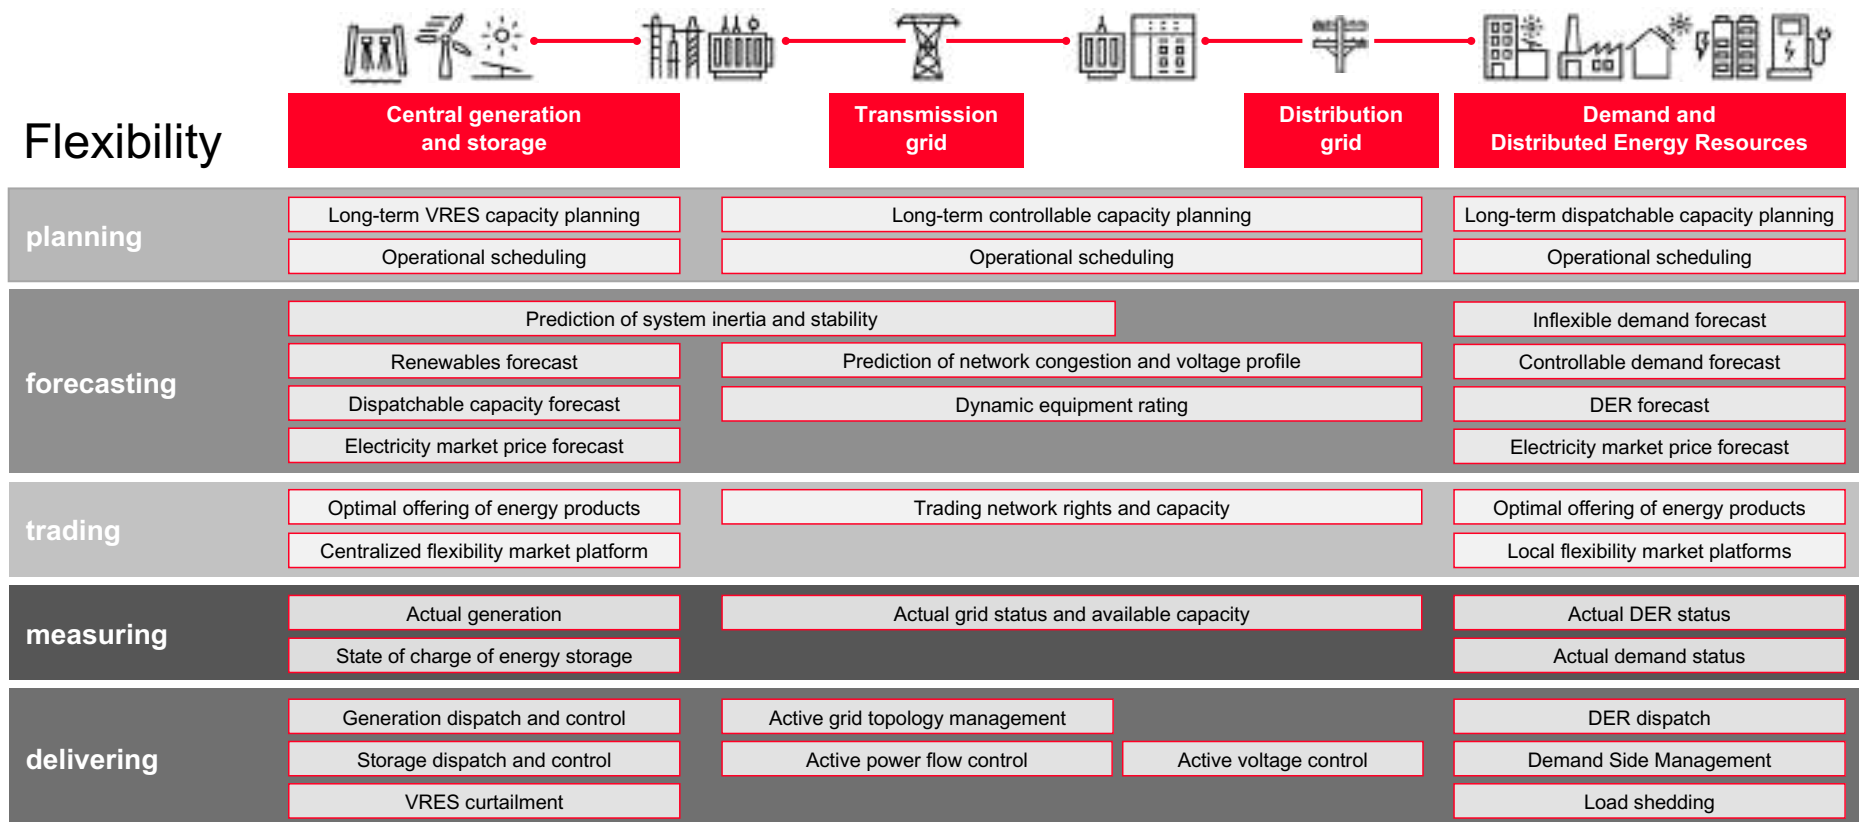 Flexibility
Central generation
and storage
Transmission
grid
Distribution
grid
Demand and
Distributed Energy Resources
planning
Long-term VRES capacity planning
Long-term controllable capacity planning
Long-term dispatchable capacity planning
Operational scheduling
Operational scheduling
Operational scheduling
forecasting
Prediction of system inertia and stability
Inflexible demand forecast
Renewables forecast
Prediction of network congestion and voltage profile
Controllable demand forecast
Dispatchable capacity forecast
Dynamic equipment rating
DER forecast
Electricity market price forecast
Electricity market price forecast
trading
Optimal offering of energy products
Trading network rights and capacity
Optimal offering of energy products
Centralized flexibility market platform
Local flexibility market platforms
measuring
Actual generation
Actual grid status and available capacity
Actual DER status
State of charge of energy storage
Actual demand status
delivering
Generation dispatch and control
Active grid topology management
DER dispatch
Storage dispatch and control
Active power flow control
Active voltage control
Demand Side Management
VRES curtailment
Load shedding